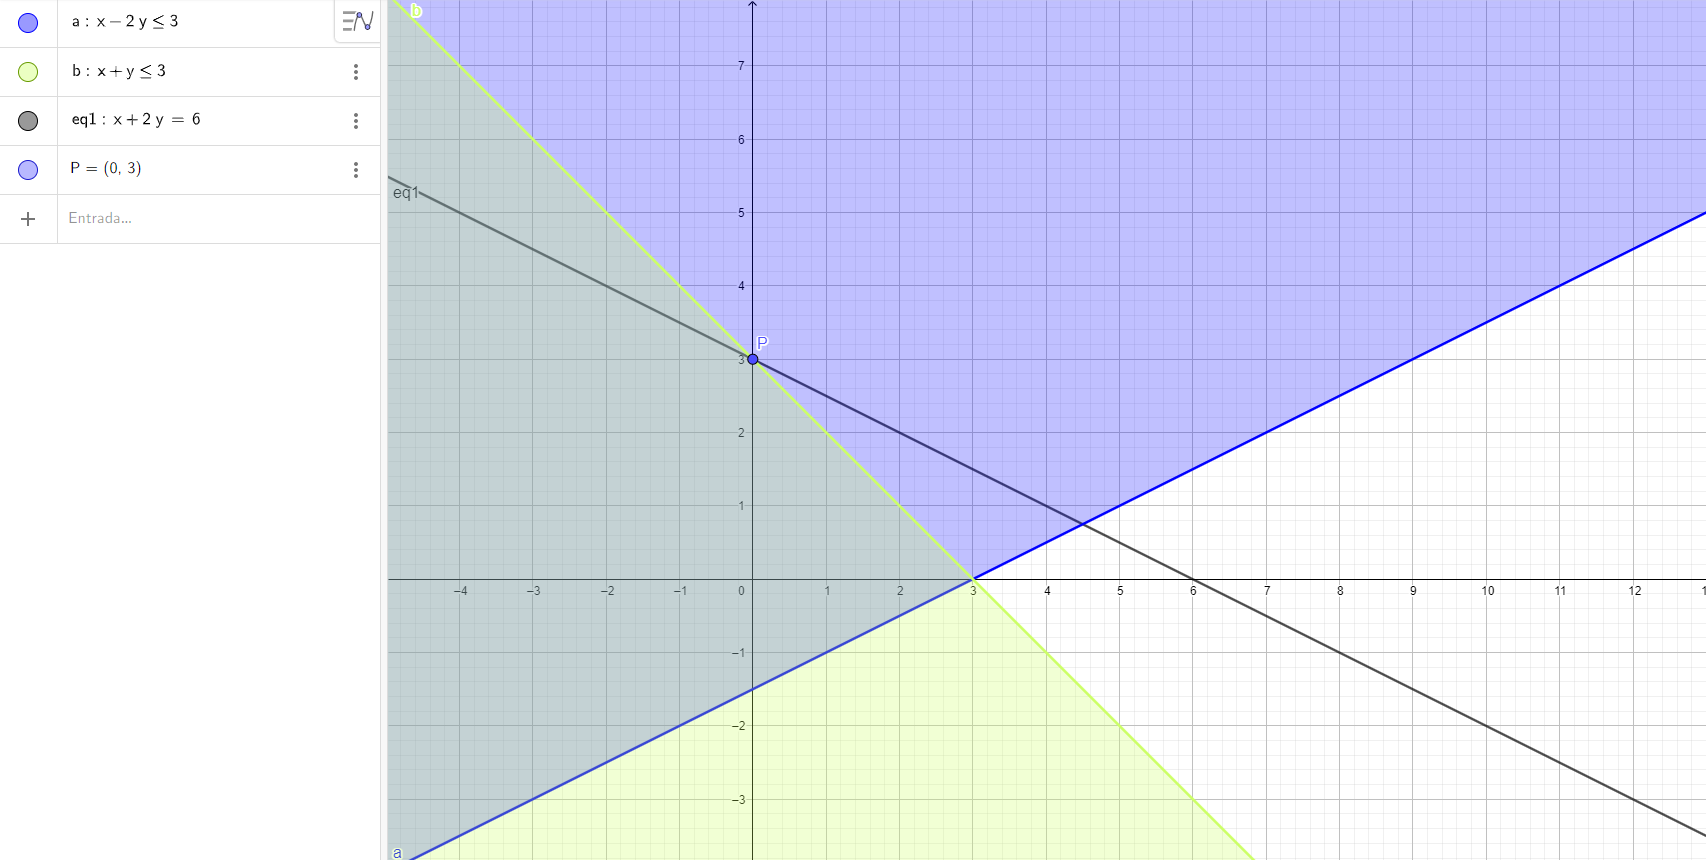 a : x − 2 y ≤ 3
b : x + y ≤ 3
eq1 : x + 2 y = 6
P = (0, 3)
Entrada...
b
7
6
eq1
5
4
P
3
2
1
−4 −3 −2 −1 0 1 2 3 4 5 6 7 8 9 10 11 12 1
−1
−2
−3
a